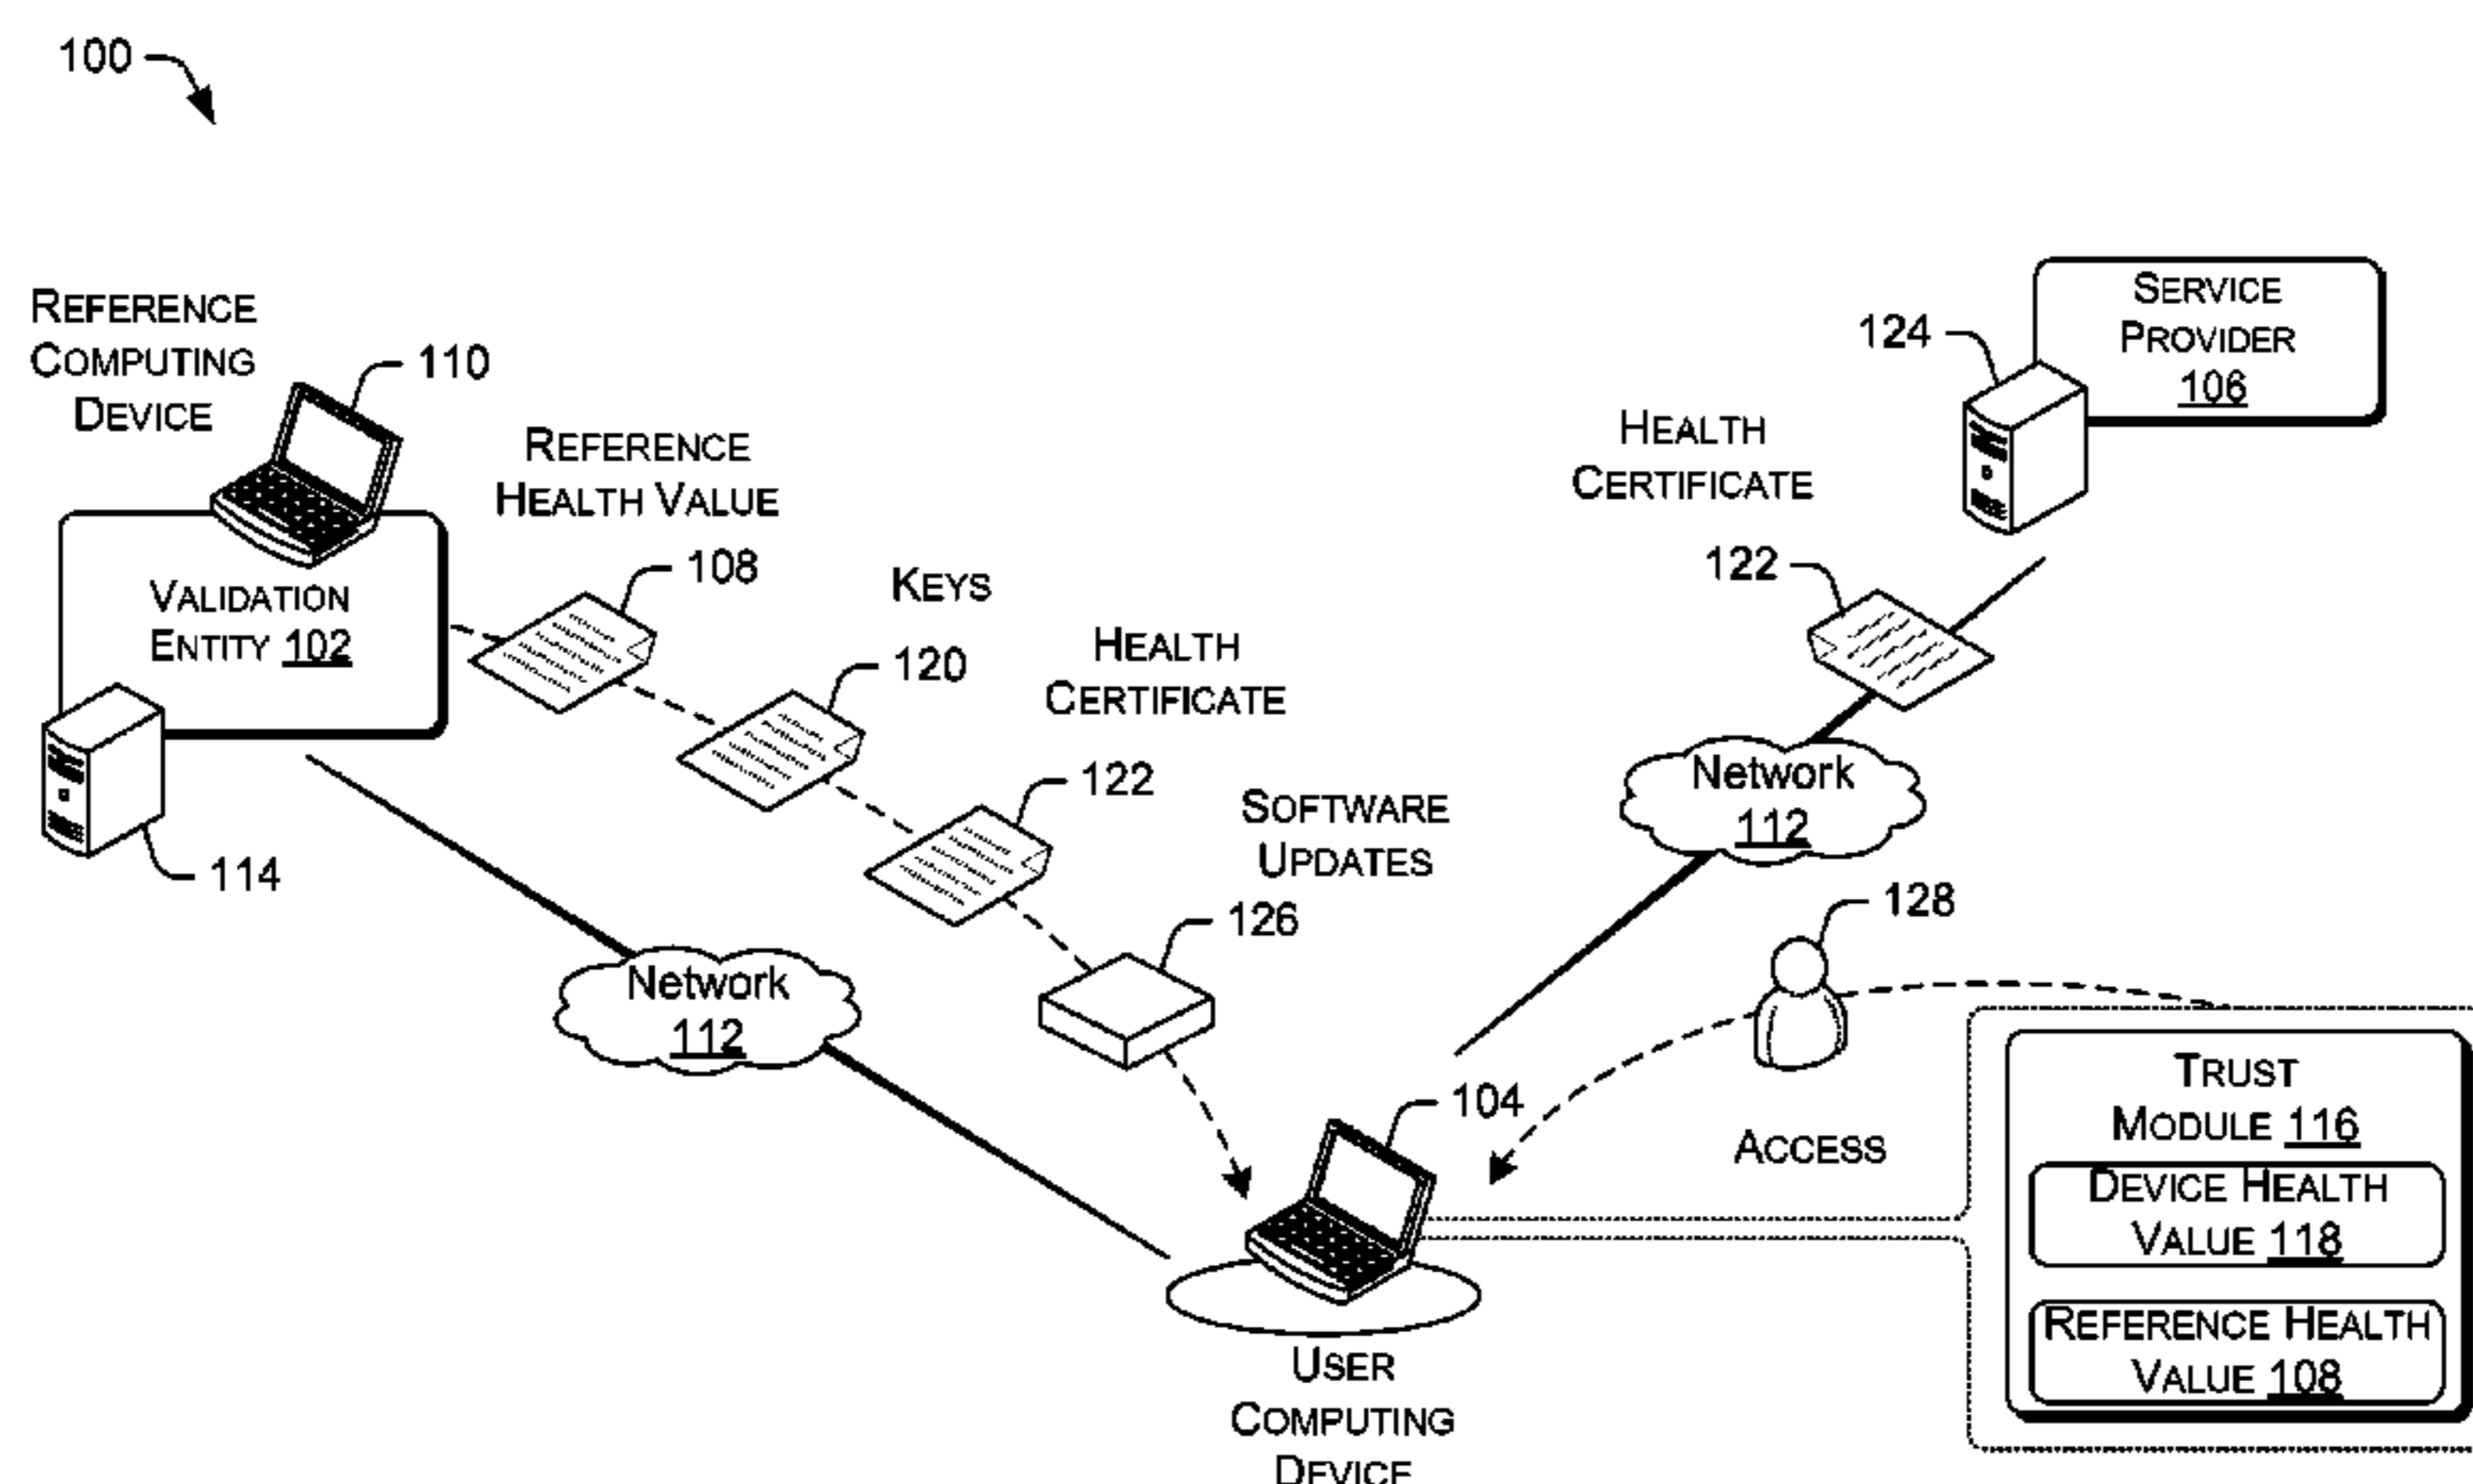 100
REFERENCE
COMPUTING
DEVICE
110
VALIDATION
ENTITY 102
114
REFERENCE
HEALTH VALUE
108
KEYS
120
HEALTH
CERTIFICATE
122
SOFTWARE
UPDATES
126
Network
112
HEALTH
CERTIFICATE
122
124
SERVICE
PROVIDER
106
Network
112
128
ACCESS
104
USER
COMPUTING
DEVICE
TRUST
MODULE 116
DEVICE HEALTH
VALUE 118
REFERENCE HEALTH
VALUE 108